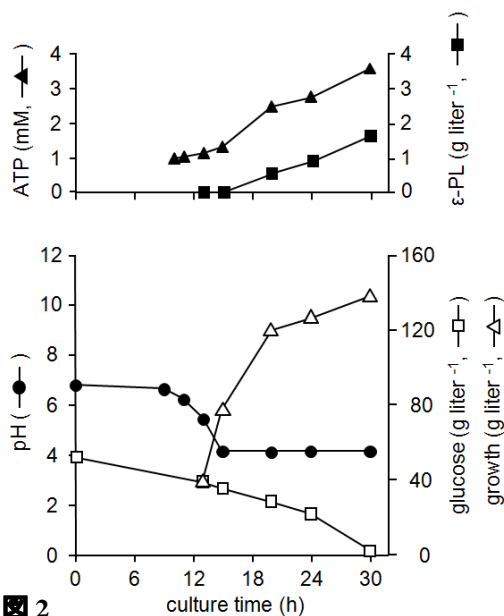 4
3
2
1
0
ATP (mM, ▲)
4
3
2
1
0
ε-PL (g liter⁻¹, ■)
12
10
8
6
4
2
0
pH (●)
160
120
80
40
0
glucose (g liter⁻¹, □)
growth (g liter⁻¹, △)
0 6 12 18 24 30
culture time (h)
図 2